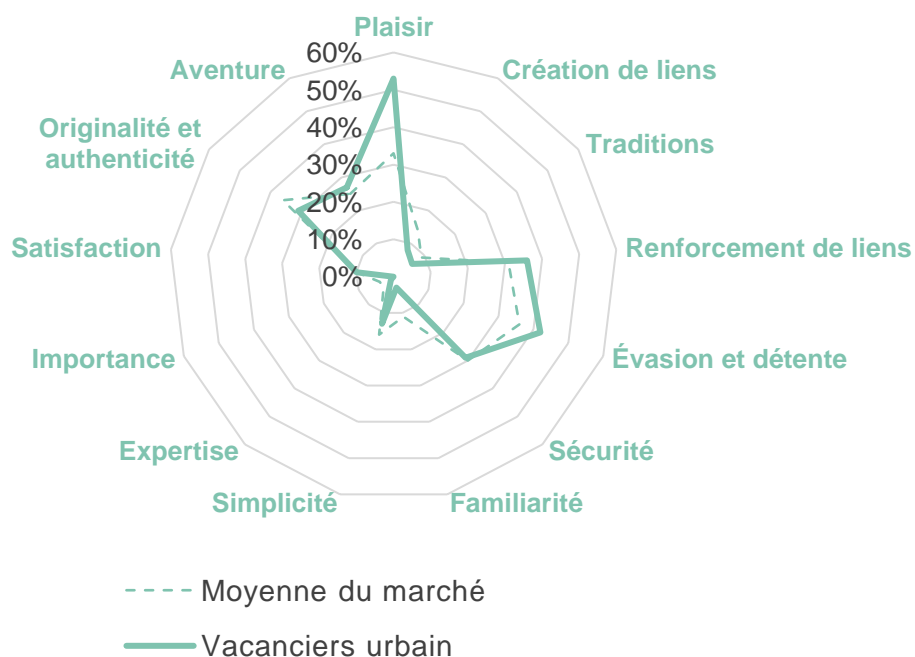 Plaisir
60%
50%
40%
30%
20%
10%
0%
Création de liens
Traditions
Renforcement de liens
Évasion et détente
Sécurité
Familiarité
Simplicité
Expertise
Importance
Satisfaction
Originalité et
authenticité
Aventure
Moyenne du marché
Vacanciers urbain